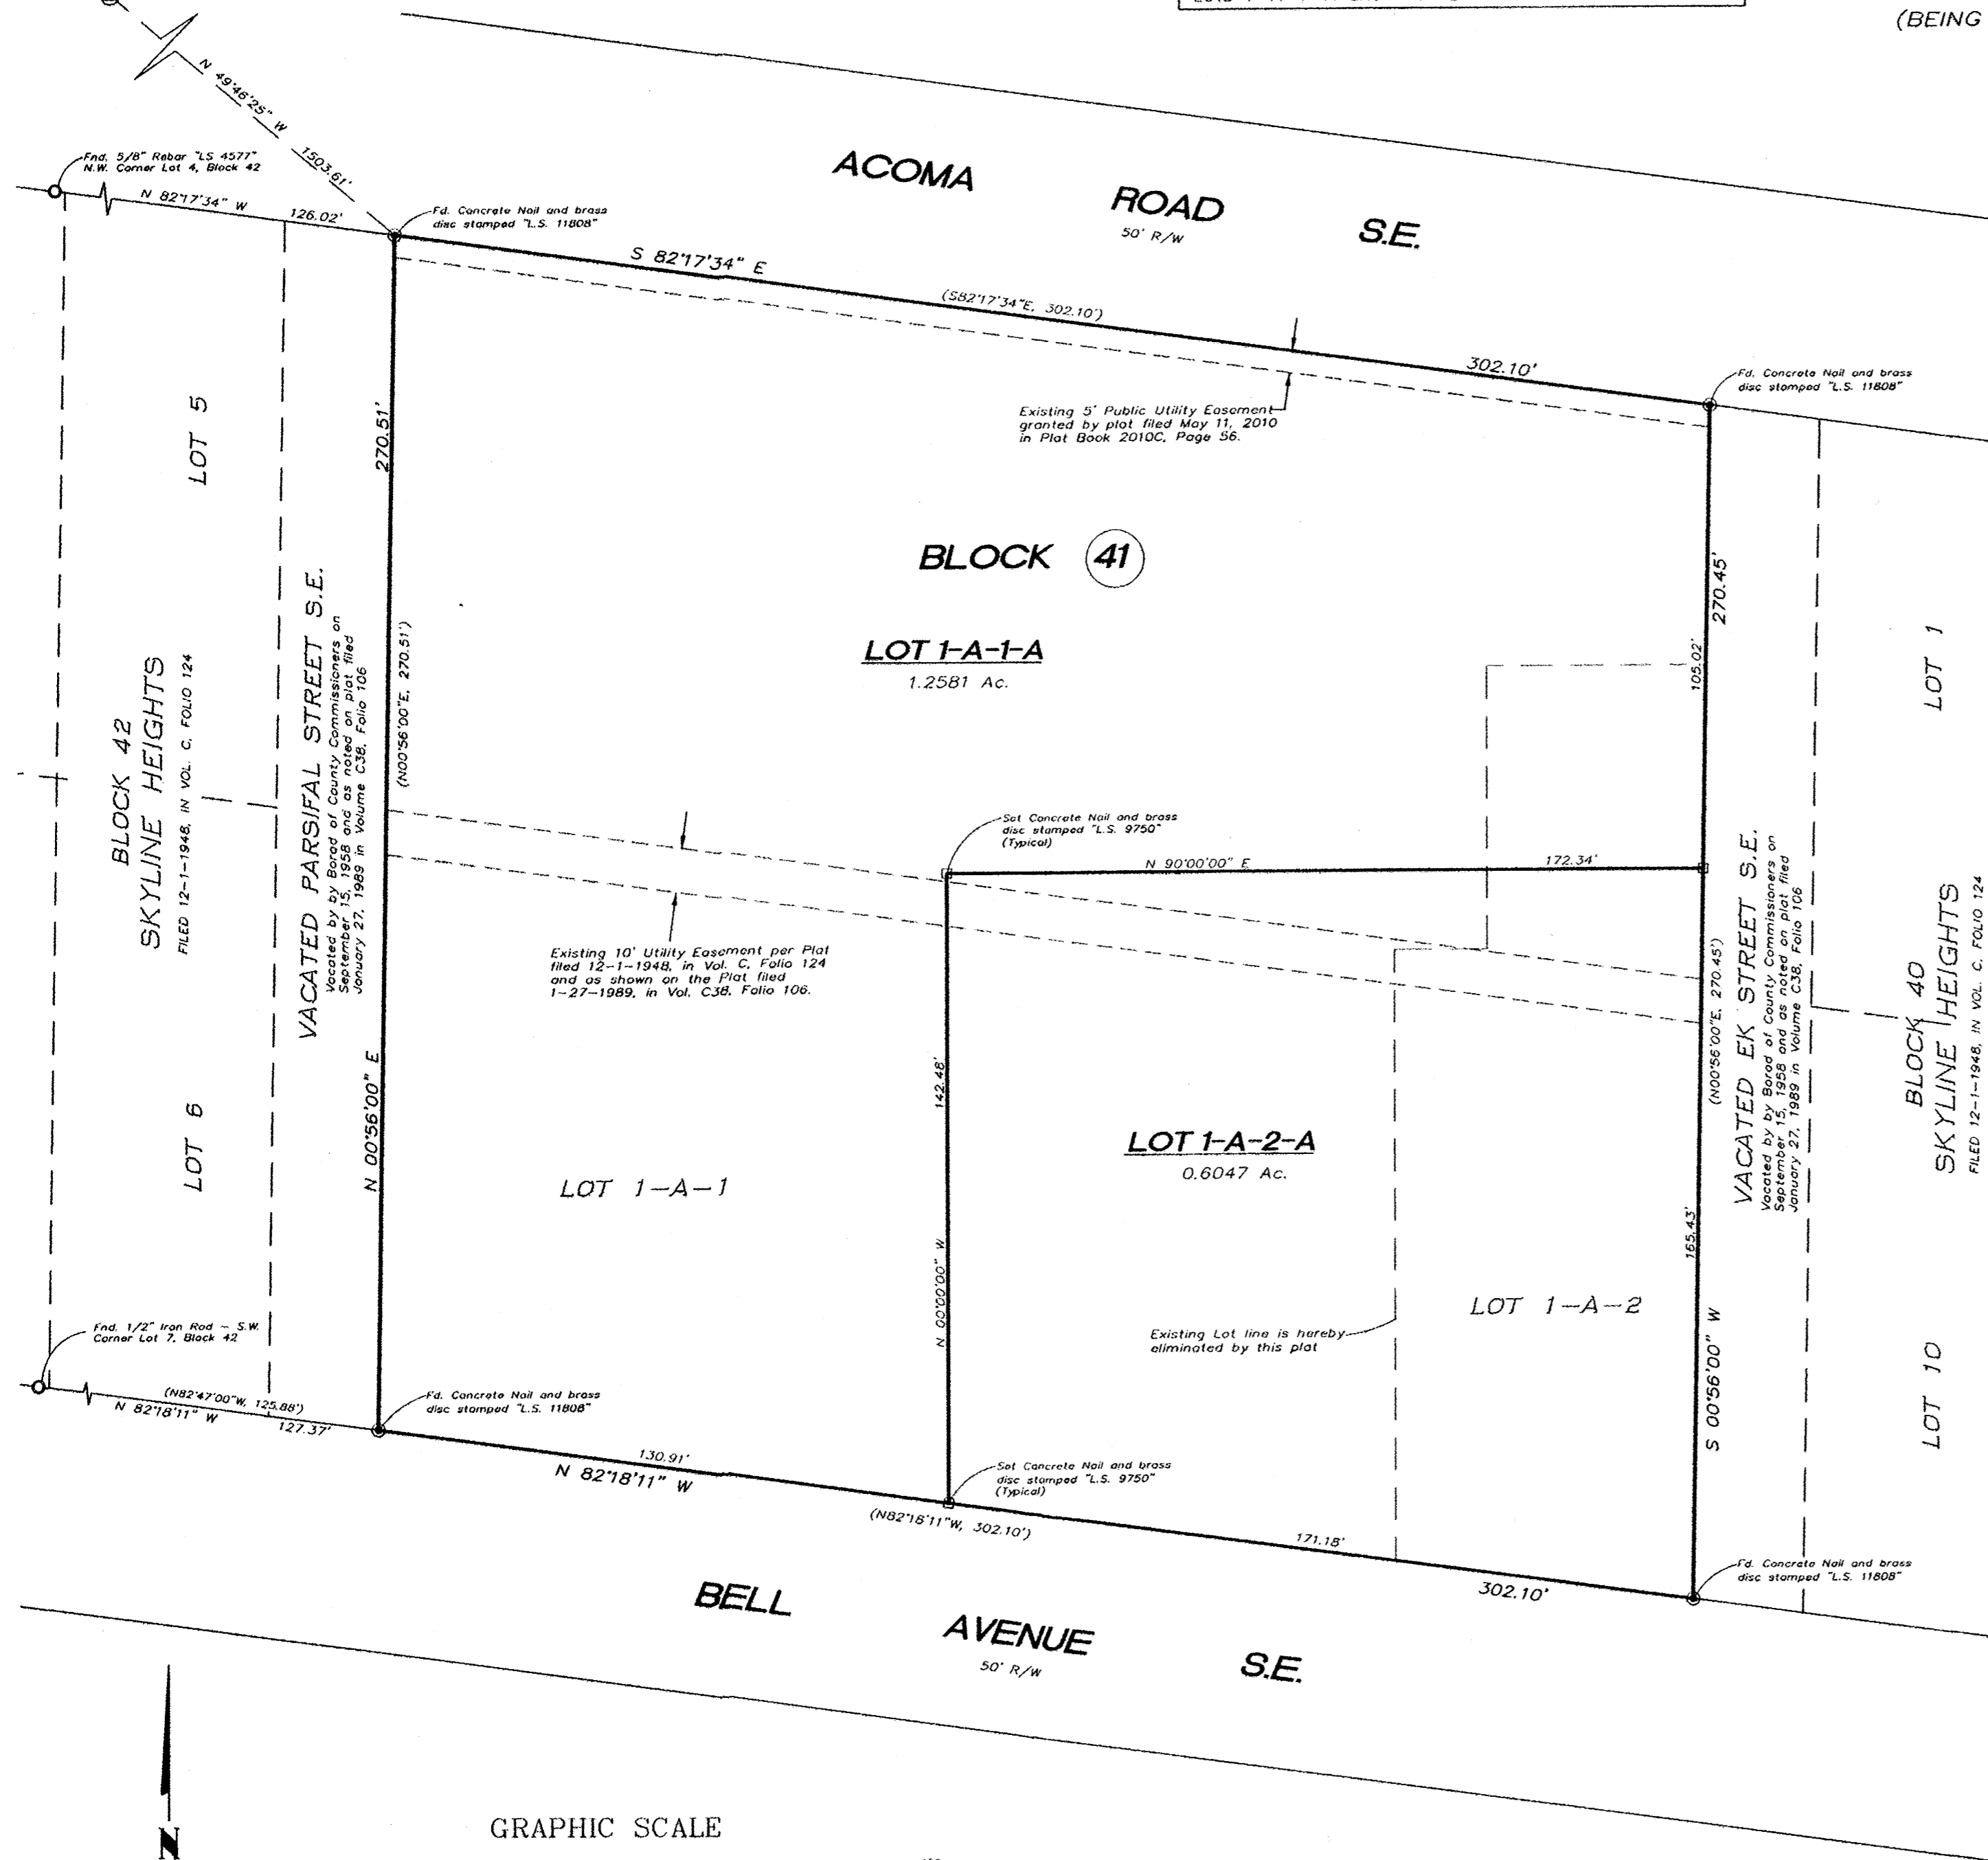 (BEING
N 49°46'25" W
1503.61'
Fnd. 5/8" Rebar "LS 4577"
N.W. Corner Lot 4, Block 42
N 82°17'34" W
126.02'
Fd. Concrete Nail and brass
disc stamped "L.S. 11808"
ACOMA ROAD S.E.
50' R/W
S 82°17'34" E
(S82°17'34"E, 302.10')
302.10'
Fd. Concrete Nail and brass
disc stamped "L.S. 11808"
Existing 5' Public Utility Easement
granted by plat filed May 11, 2010
in Plat Book 2010C, Page 56.
LOT 5
270.51'
BLOCK 41
270.45'
LOT 1-A-1-A
1.2581 Ac.
105.02'
LOT 1
(N00°56'00"E, 270.51')
BLOCK 42
SKYLINE HEIGHTS
FILED 12-1-1948, IN VOL. C, FOLIO 124
VACATED PARSIFAL STREET S.E.
Vacated by by Borad of County Commissioners on
September 15, 1958 and as noted on plat filed
January 27, 1989 in Volume C38, Folio 106
Set Concrete Nail and brass
disc stamped "L.S. 9750"
(Typical)
N 90°00'00" E
172.34'
Existing 10' Utility Easement per Plat
filed 12-1-1948, in Vol. C, Folio 124
and as shown on the Plat filed
1-27-1989, in Vol. C38, Folio 106.
(N00°56'00"E, 270.45')
VACATED EK STREET S.E.
Vacated by by Borad of County Commissioners on
September 15, 1958 and as noted on plat filed
January 27, 1989 in Volume C38, Folio 106
BLOCK 40
SKYLINE HEIGHTS
FILED 12-1-1948, IN VOL. C, FOLIO 124
LOT 6
N 00°56'00" E
142.48'
LOT 1-A-2-A
0.6047 Ac.
LOT 1-A-1
165.43'
N 00°00'00" W
LOT 1-A-2
Existing Lot line is hereby
eliminated by this plat
S 00°56'00" W
LOT 10
Fnd. 1/2" Iron Rod - S.W.
Corner Lot 7, Block 42
(N82°47'00"W, 125.88')
N 82°18'11" W
127.37'
Fd. Concrete Nail and brass
disc stamped "L.S. 11808"
130.91'
N 82°18'11" W
Set Concrete Nail and brass
disc stamped "L.S. 9750"
(Typical)
(N82°18'11"W, 302.10')
171.18'
302.10'
Fd. Concrete Nail and brass
disc stamped "L.S. 11808"
BELL AVENUE S.E.
50' R/W
N
GRAPHIC SCALE